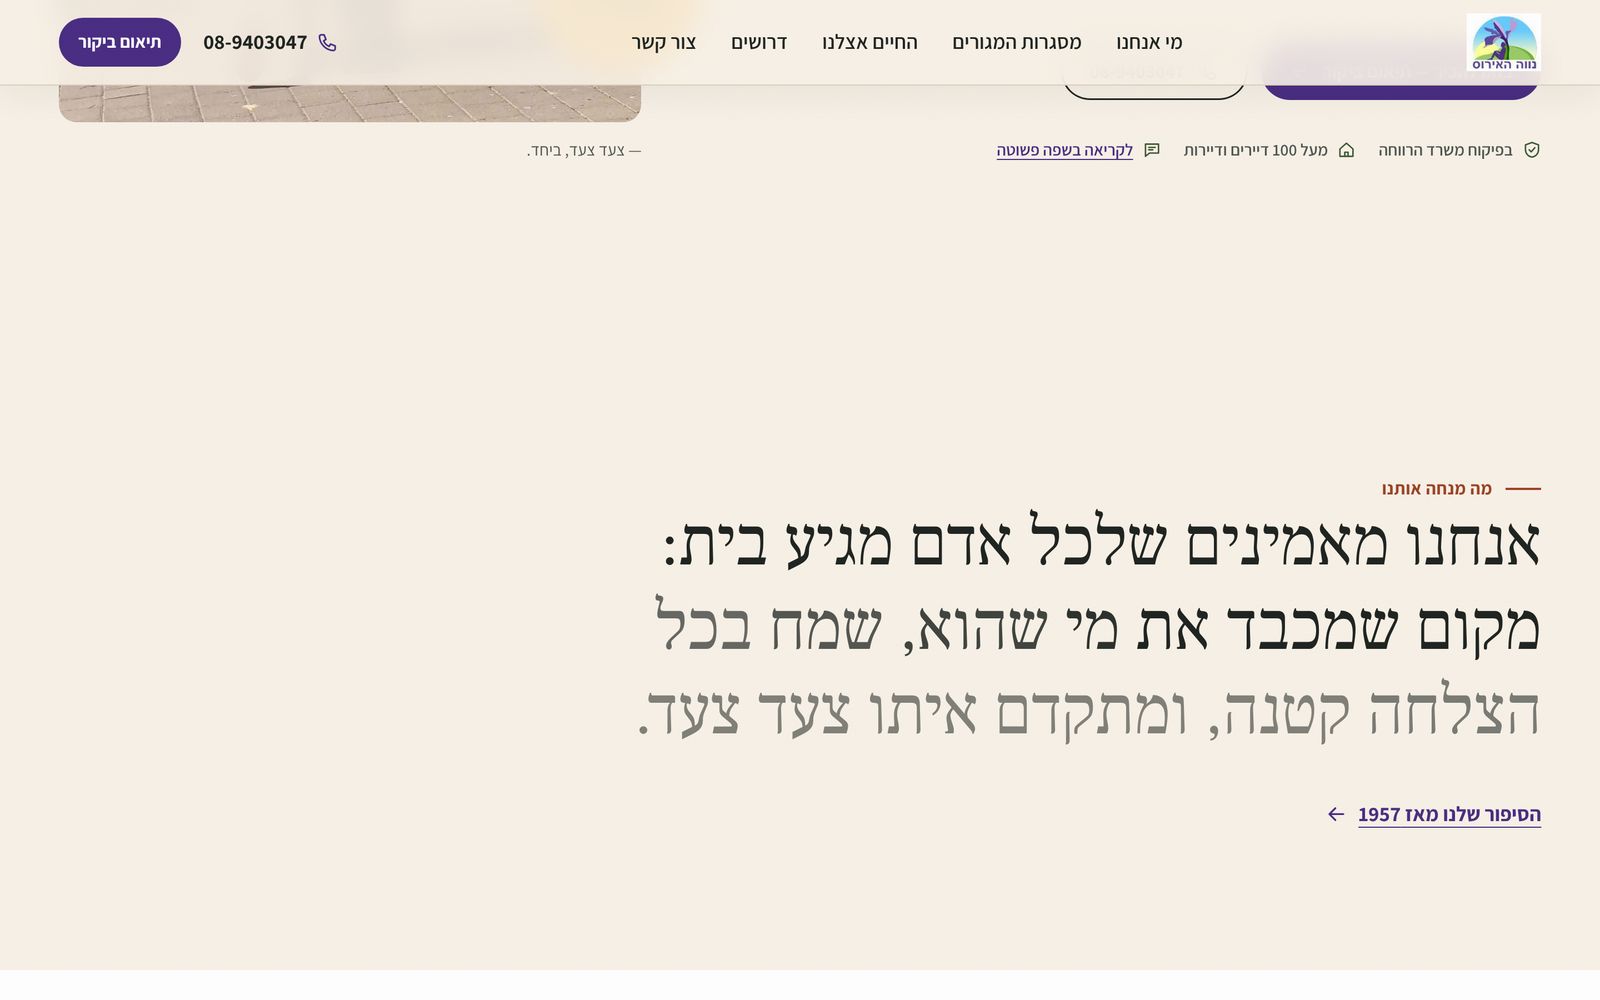 נווה האירוס
מי אנחנו
מסגרות המגורים
החיים אצלנו
דרושים
צור קשר
08-9403047
תיאום ביקור
בפיקוח משרד הרווחה
מעל 100 דיירים ודיירות
לקריאה בשפה פשוטה
— צעד צעד, ביחד.
מה מנחה אותנו
אנחנו מאמינים שלכל אדם מגיע בית:
מקום שמכבד את מי שהוא, שמח בכל
הצלחה קטנה, ומתקדם איתו צעד צעד.
הסיפור שלנו מאז 1957